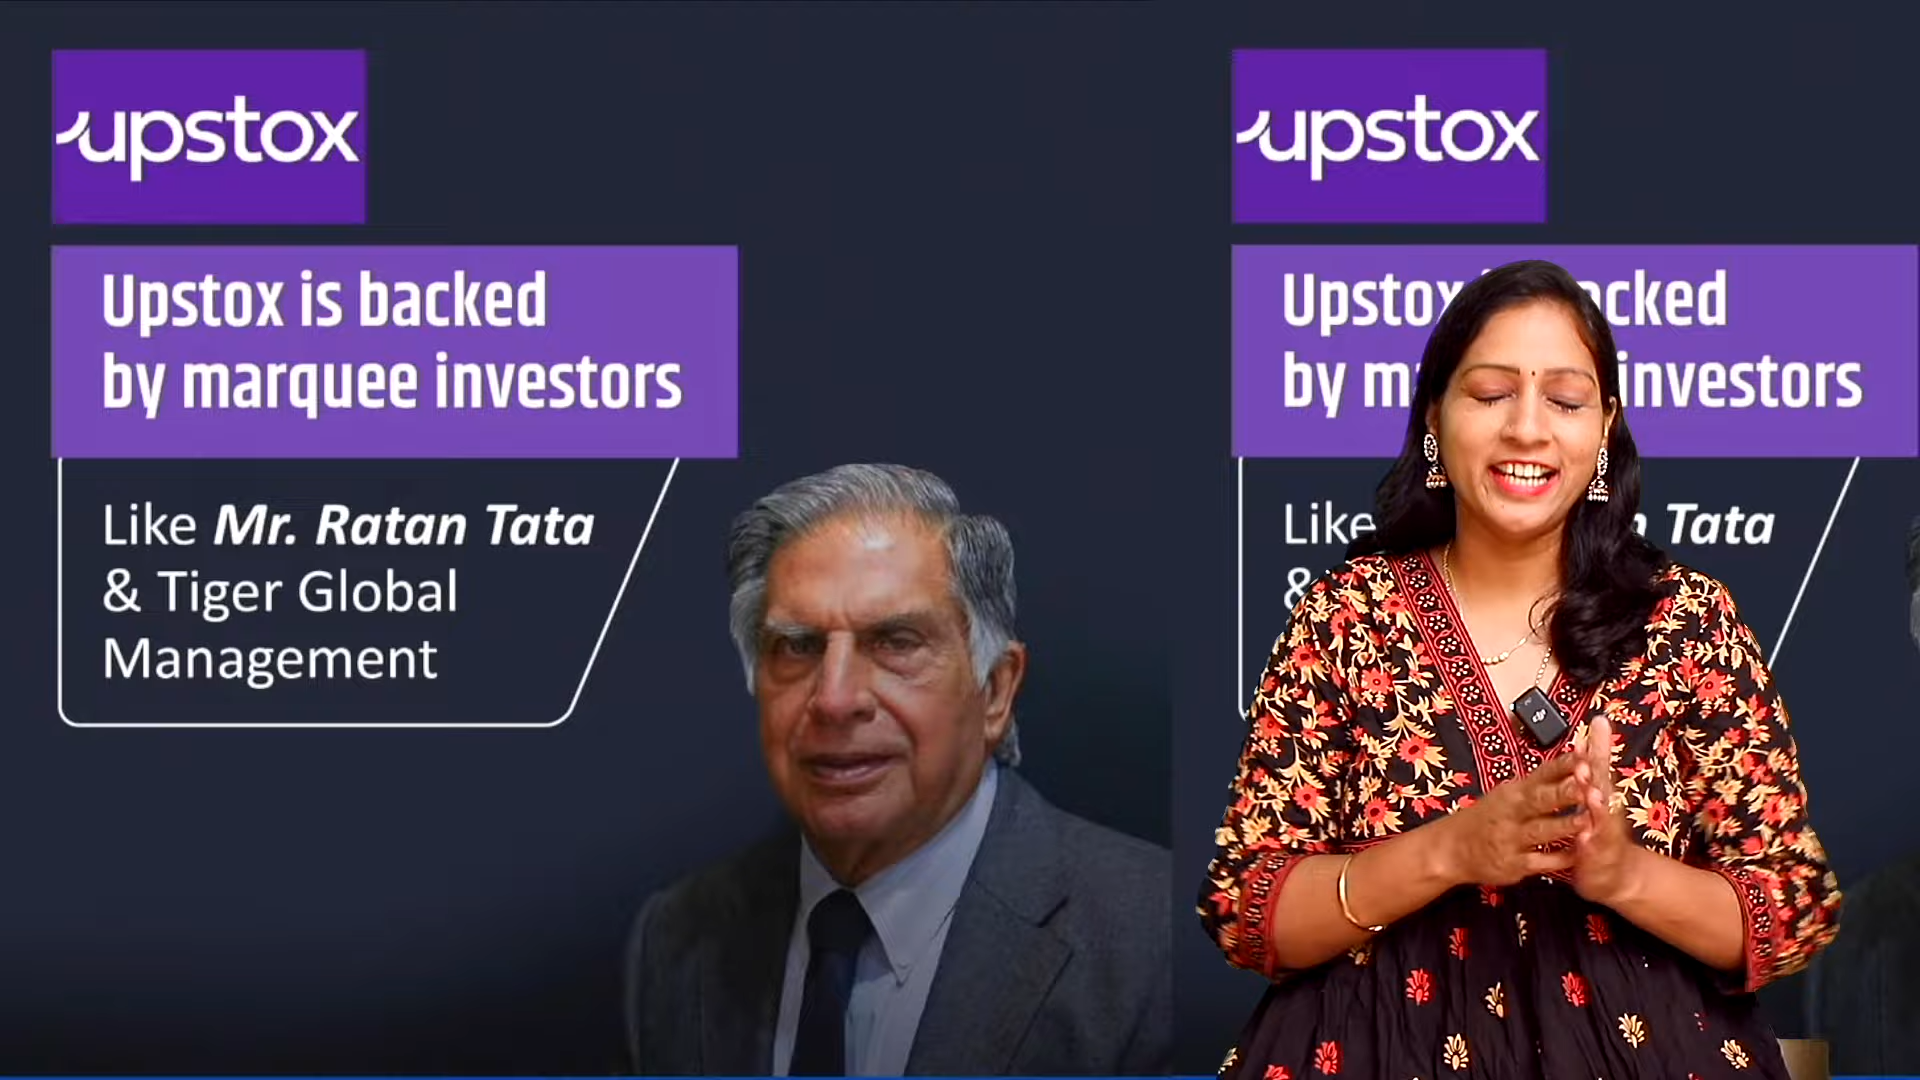 upstox
Upstox is backed
by marquee investors
Like Mr. Ratan Tata
& Tiger Global
Management
upstox
Upstox cked
by m investors
Like Tata
&